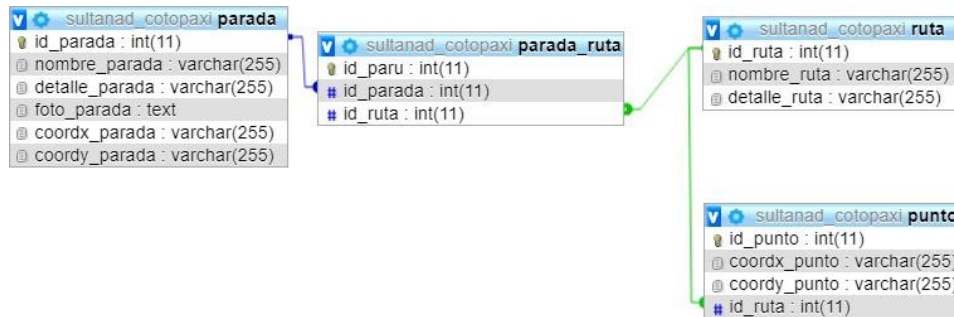 sultanad_cotopaxi parada
id_parada : int(11)
nombre_parada : varchar(255)
detalle_parada : varchar(255)
foto_parada : text
coordx_parada : varchar(255)
coordy_parada : varchar(255)
sultanad_cotopaxi parada_ruta
id_paru : int(11)
# id_parada : int(11)
# id_ruta : int(11)
sultanad_cotopaxi ruta
id_ruta : int(11)
nombre_ruta : varchar(255)
detalle_ruta : varchar(255)
sultanad_cotopaxi punto
id_punto : int(11)
coordx_punto : varchar(255)
coordy_punto : varchar(255)
# id_ruta : int(11)